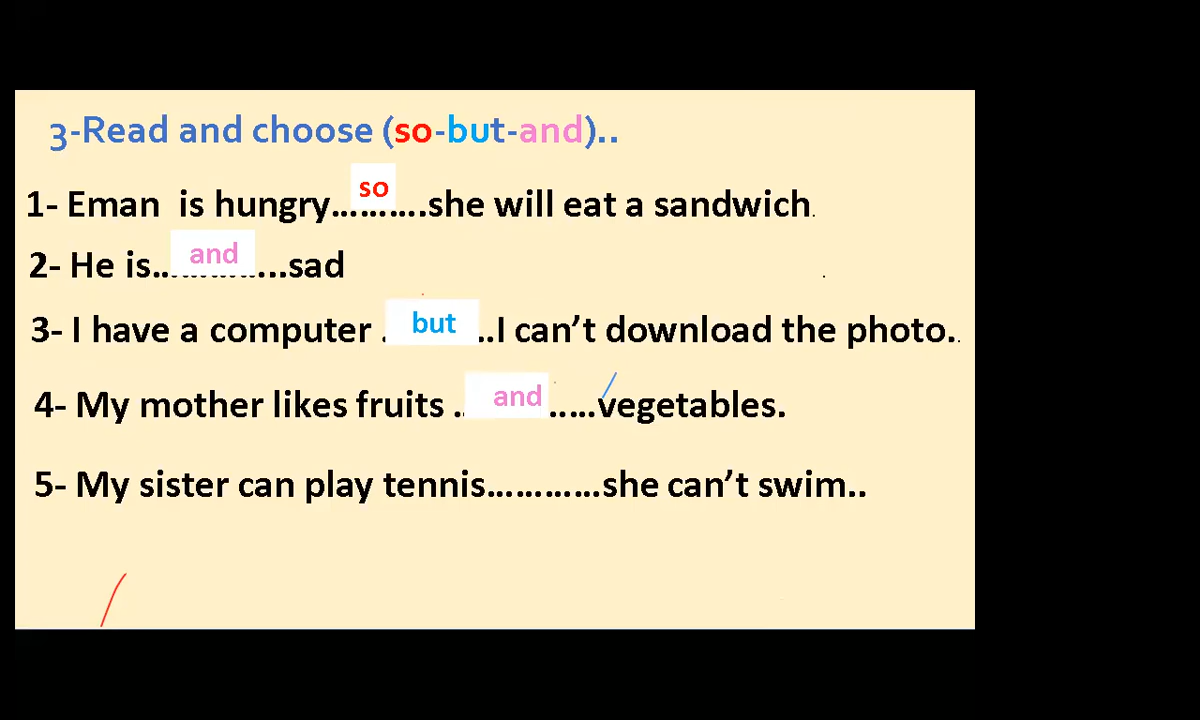 3-Read and choose (so-but-and)..
1- Eman is hungry...so.......she will eat a sandwich.
2- He is...and...sad
3- I have a computer .but..I can't download the photo..
4- My mother likes fruits ..and.....vegetables.
5- My sister can play tennis............she can't swim..